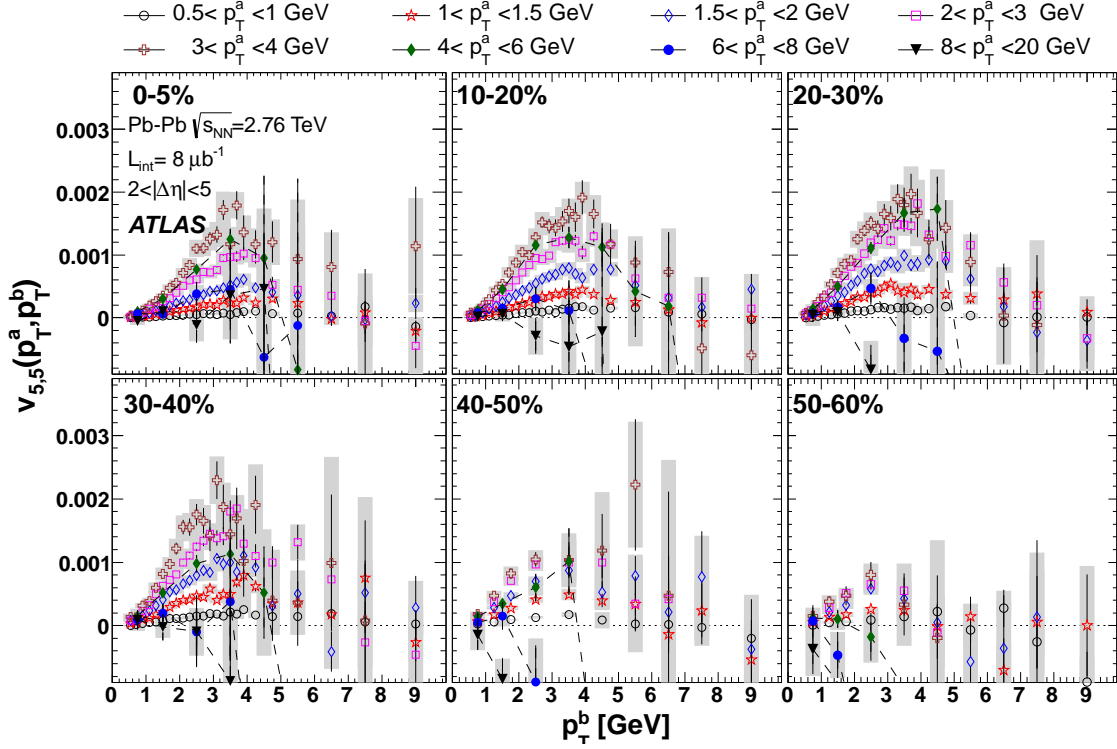 0.5< p_T^a <1 GeV 1< p_T^a <1.5 GeV 1.5< p_T^a <2 GeV 2< p_T^a <3 GeV
3< p_T^a <4 GeV 4< p_T^a <6 GeV 6< p_T^a <8 GeV 8< p_T^a <20 GeV
0-5% 10-20% 20-30%
Pb-Pb √s_NN=2.76 TeV
L_int= 8 μb^-1
2<|Δη|<5
ATLAS
0.003
0.002
0.001
0
v_5,5(p_T^a,p_T^b)
30-40% 40-50% 50-60%
0.003
0.002
0.001
0
0 1 2 3 4 5 6 7 8 9 0 1 2 3 4 5 6 7 8 9 0 1 2 3 4 5 6 7 8 9
p_T^b [GeV]